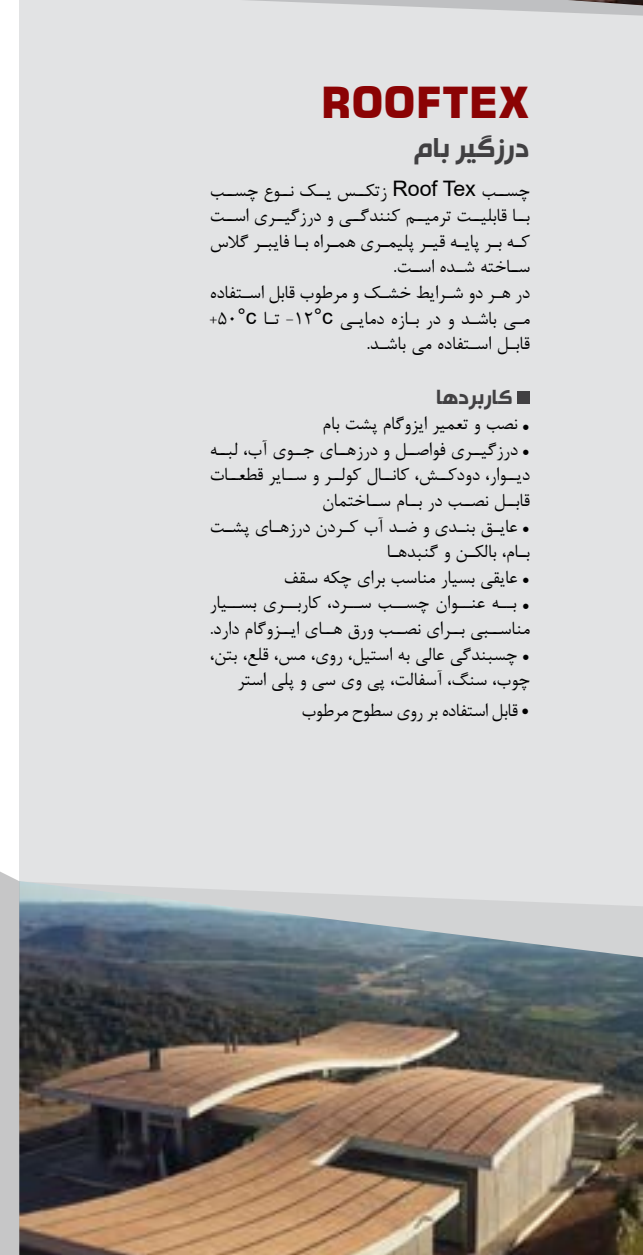 ROOFTEX
درزگیر بام
چسب Roof Tex زتکس یک نوع چسب
با قابلیت ترمیم کنندگی و درزگیری است
که بر پایه قیر پلیمری همراه با فایبر گلاس
ساخته شده است.
در هر دو شرایط خشک و مرطوب قابل استفاده
می باشد و در بازه دمایی ۱۲°C- تا ۵۰°C+
قابل استفاده می باشد.
■ کاربردها
• نصب و تعمیر ایزوگام پشت بام
• درزگیری فواصل و درزهای جوی آب، لبه
دیوار، دودکش، کانال کولر و سایر قطعات
قابل نصب در بام ساختمان
• عایق بندی و ضد آب کردن درزهای پشت
بام، بالکن و گنبدها
• عایقی بسیار مناسب برای چکه سقف
• به عنوان چسب سرد، کاربری بسیار
مناسبی برای نصب ورق های ایزوگام دارد.
• چسبندگی عالی به استیل، روی، مس، قلع، بتن،
چوب، سنگ، آسفالت، پی وی سی و پلی استر
• قابل استفاده بر روی سطوح مرطوب